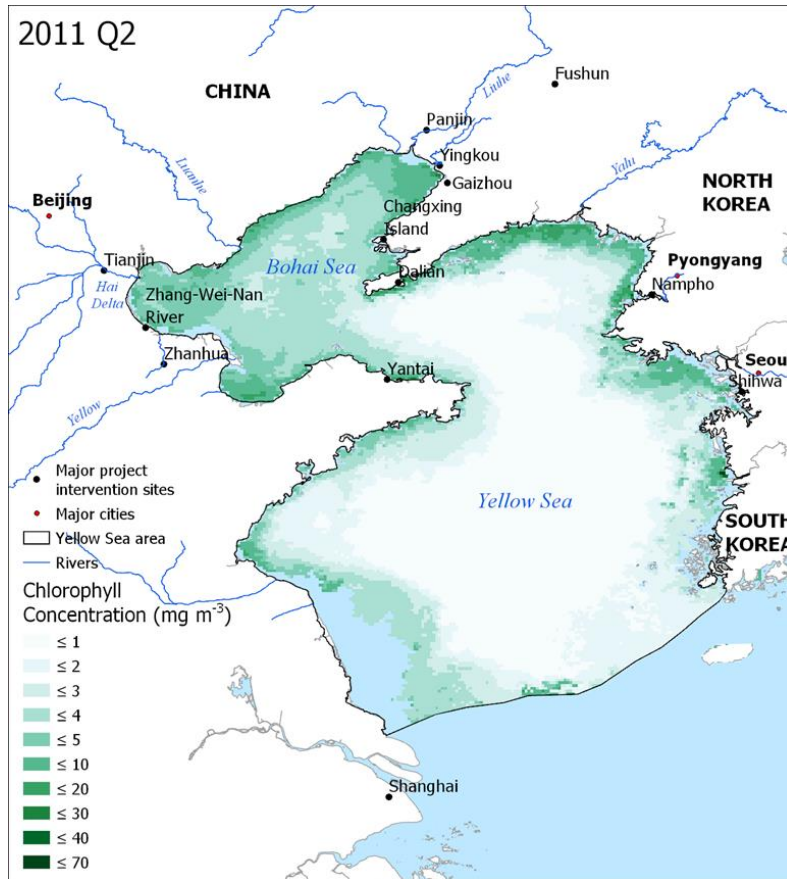 2011 Q2
Fushun
Liuhe
CHINA
Panjin
Luanhe
Yingkou
Yalu
Gaizhou
NORTH
KOREA
Beijing
Changxing
Island
Pyongyang
Tianjin
Bohai Sea
Dalian
Nampho
Hai
Delta
Zhang-Wei-Nan
River
Zhanhua
Yantai
Seou
Shihwa
Yellow
Major project
intervention sites
Major cities
Yellow Sea area
Rivers
Yellow Sea
SOUTH
KOREA
Chlorophyll
Concentration (mg m⁻³)
≤ 1
≤ 2
≤ 3
≤ 4
≤ 5
≤ 10
≤ 20
≤ 30
≤ 40
≤ 70
Shanghai